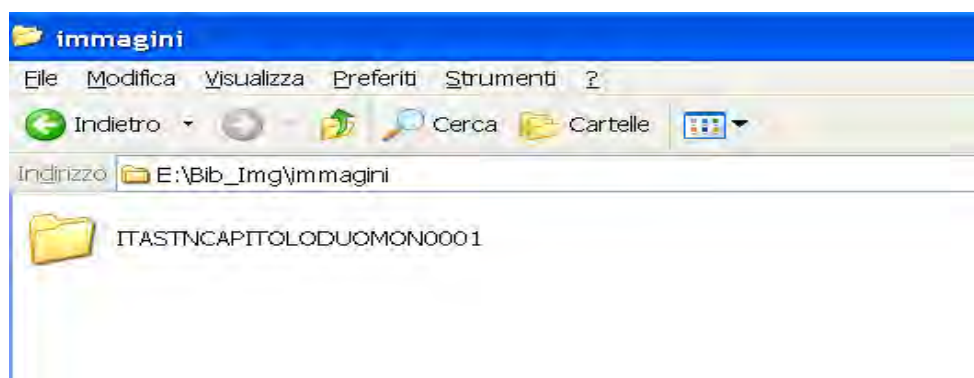 immagini
File Modifica Visualizza Preferiti Strumenti ?
Indietro Cerca Cartelle
Indirizzo E:\Bib_Img\immagini
ITASTNCAPITOLODUOMON0001